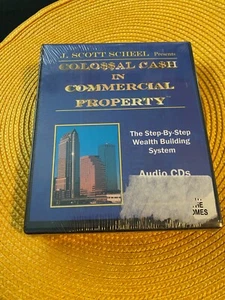 J. SCOTT SCHEEL Presents
COLO$$AL CA$H
IN
COMMERCIAL
PROPERTY
The Step-By-Step
Wealth Building
System
Audio CDs